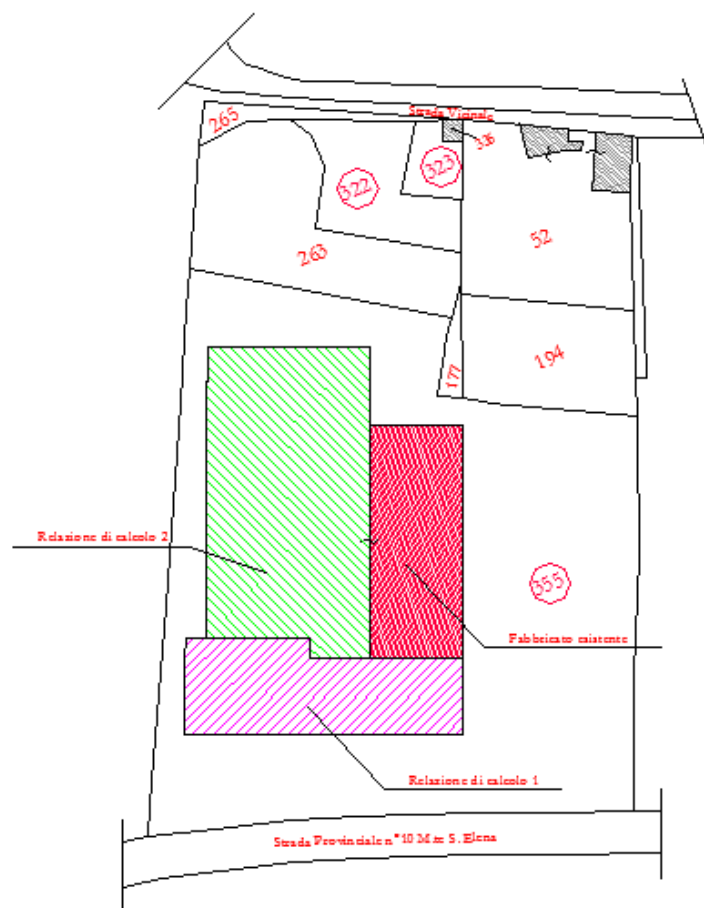 Strada Vicinale
265
326
323
322
52
263
194
177
Relazione di calcolo 2
355
Fabbricato esistente
Relazione di calcolo 1
Strada Provinciale n° 10 M.te S. Elena